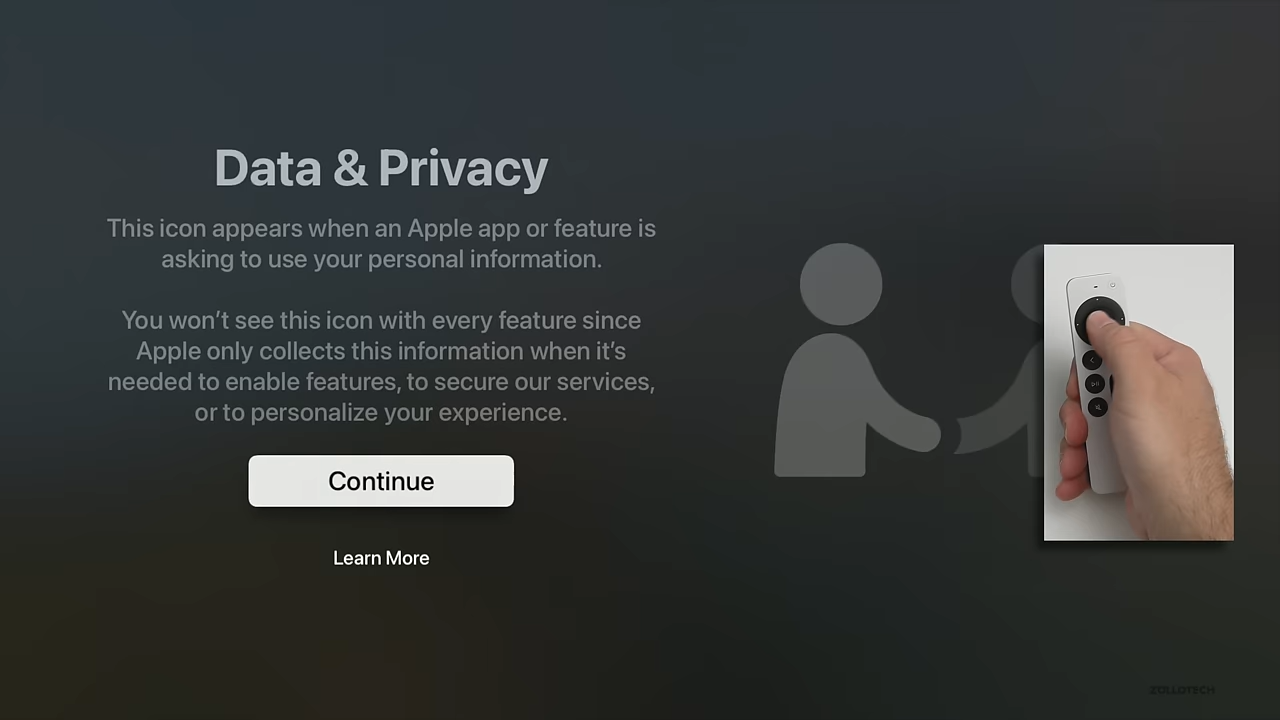 Data & Privacy
This icon appears when an Apple app or feature is
asking to use your personal information.
You won’t see this icon with every feature since
Apple only collects this information when it’s
needed to enable features, to secure our services,
or to personalize your experience.
Continue
Learn More
ZOLLOTECH